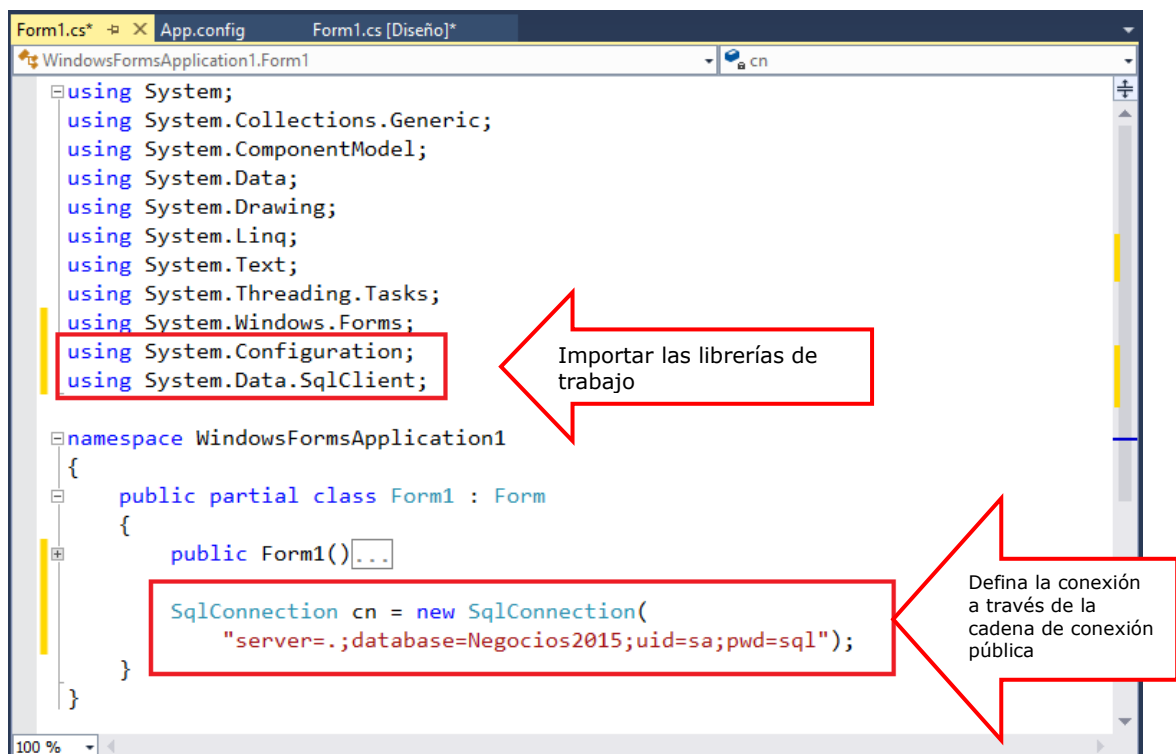 Form1.cs* App.config Form1.cs [Diseño]*
WindowsFormsApplication1.Form1 cn
using System;
using System.Collections.Generic;
using System.ComponentModel;
using System.Data;
using System.Drawing;
using System.Linq;
using System.Text;
using System.Threading.Tasks;
using System.Windows.Forms;
using System.Configuration;
using System.Data.SqlClient;
Importar las librerías de
trabajo
namespace WindowsFormsApplication1
{
public partial class Form1 : Form
{
public Form1()...
SqlConnection cn = new SqlConnection(
"server=.;database=Negocios2015;uid=sa;pwd=sql");
}
}
Defina la conexión
a través de la
cadena de conexión
pública
100 %